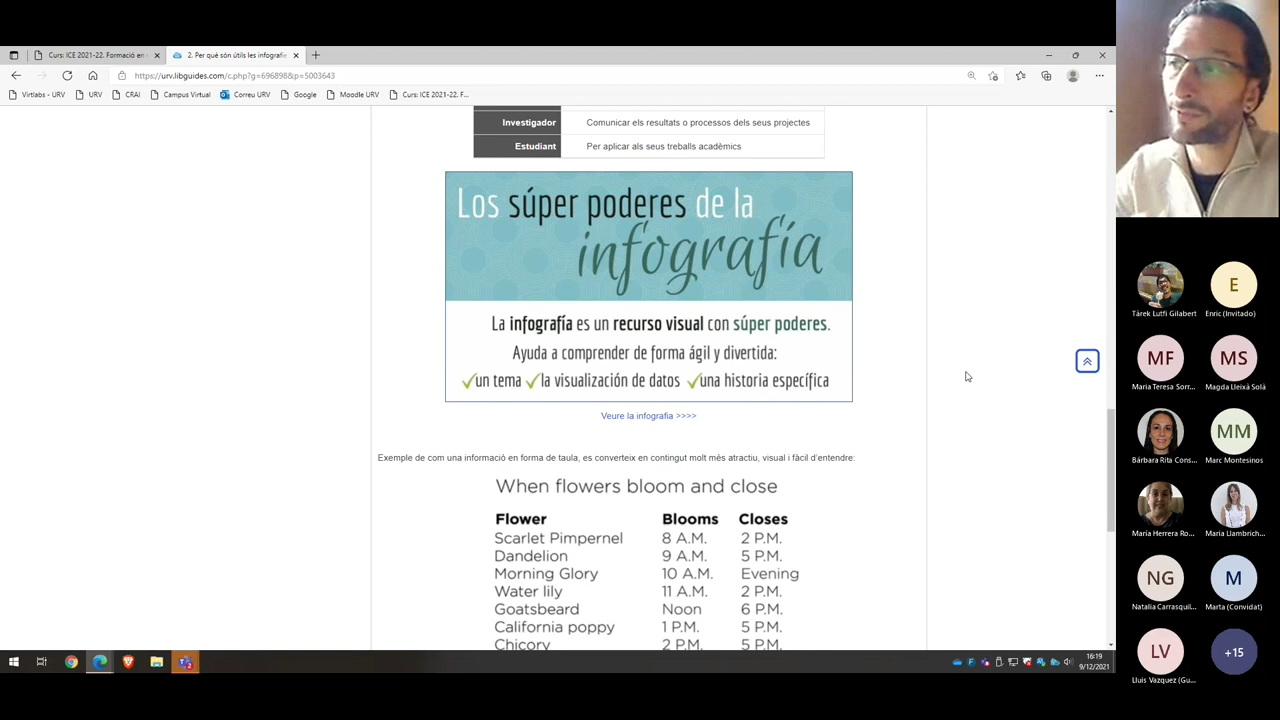 Curs: ICE 2021-22. Formació en
2. Per què són útils les infografie
https://urv.libguides.com/c.php?g=696898&p=5003643
Virtlabs - URV
URV
CRAI
Campus Virtual
Correu URV
Google
Moodle URV
Curs: ICE 2021-22. F...
Investigador Comunicar els resultats o processos dels seus projectes
Estudiant Per aplicar als seus treballs acadèmics
Los súper poderes de la
infografía
La infografía es un recurso visual con súper poderes.
Ayuda a comprender de forma ágil y divertida:
un tema la visualización de datos una historia específica
Veure la infografia >>>>
Exemple de com una informació en forma de taula, es converteix en contingut molt més atractiu, visual i fàcil d'entendre:
When flowers bloom and close
Flower Blooms Closes
Scarlet Pimpernel 8 A.M. 2 P.M.
Dandelion 9 A.M. 5 P.M.
Morning Glory 10 A.M. Evening
Water lily 11 A.M. 2 P.M.
Goatsbeard Noon 6 P.M.
California poppy 1 P.M. 5 P.M.
Chicory 2 P.M. 5 P.M.
16:19
9/12/2021
Tàrek Lutfi Gilabert
E
Enric (Invitado)
MF
Maria Teresa Sorr...
MS
Magda Lleixà Solà
Bárbara Rita Cons...
MM
Marc Montesinos
María Herrera Ro...
Maria Llambrich...
NG
Natalia Carrasquil...
M
Marta (Convidat)
LV
Lluis Vazquez (Gu...
+15